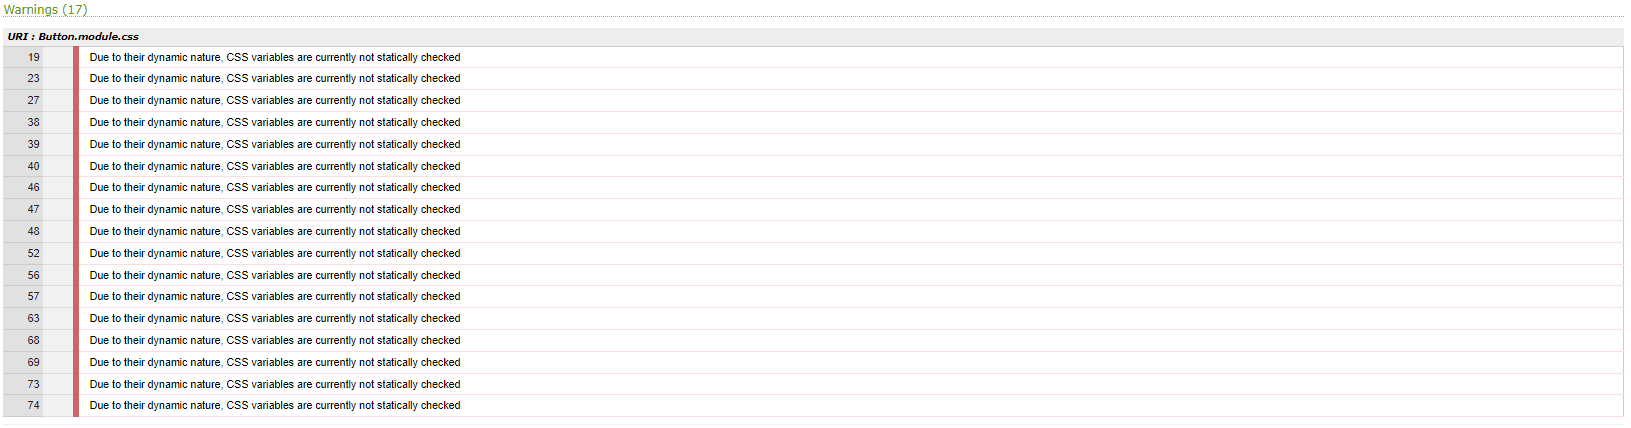 Warnings (17)
URI : Button.module.css
19 Due to their dynamic nature, CSS variables are currently not statically checked
23 Due to their dynamic nature, CSS variables are currently not statically checked
27 Due to their dynamic nature, CSS variables are currently not statically checked
38 Due to their dynamic nature, CSS variables are currently not statically checked
39 Due to their dynamic nature, CSS variables are currently not statically checked
40 Due to their dynamic nature, CSS variables are currently not statically checked
46 Due to their dynamic nature, CSS variables are currently not statically checked
47 Due to their dynamic nature, CSS variables are currently not statically checked
48 Due to their dynamic nature, CSS variables are currently not statically checked
52 Due to their dynamic nature, CSS variables are currently not statically checked
56 Due to their dynamic nature, CSS variables are currently not statically checked
57 Due to their dynamic nature, CSS variables are currently not statically checked
63 Due to their dynamic nature, CSS variables are currently not statically checked
68 Due to their dynamic nature, CSS variables are currently not statically checked
69 Due to their dynamic nature, CSS variables are currently not statically checked
73 Due to their dynamic nature, CSS variables are currently not statically checked
74 Due to their dynamic nature, CSS variables are currently not statically checked